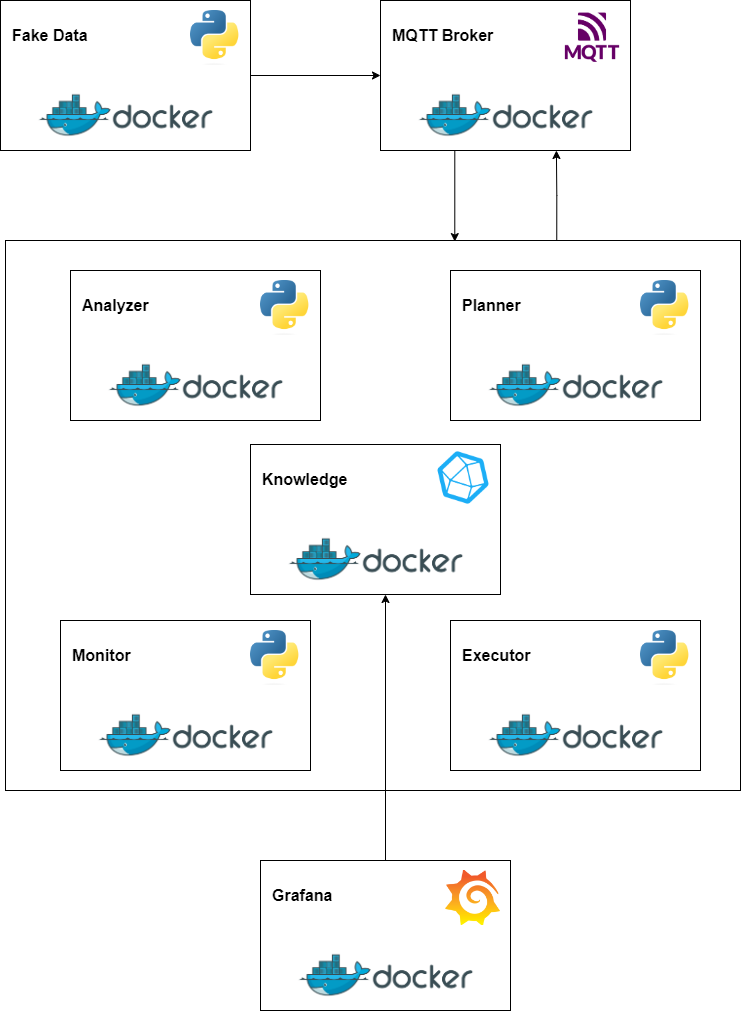 Fake Data
docker
MQTT Broker
MQTT
docker
Analyzer
docker
Planner
docker
Knowledge
docker
Monitor
docker
Executor
docker
Grafana
docker